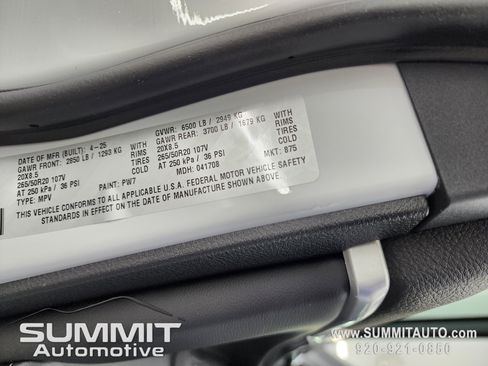 DATE OF MFR (BUILT): 4-25 GVWR: 6500 LB / 2949 KG
GAWR FRONT: 2850 LB / 1293 KG WITH GAWR REAR: 3700 LB / 1679 KG WITH
20X8.5 RIMS 20X8.5 RIMS
265/50R20 107V COLD 265/50R20 107V COLD
AT 250 kPa / 36 PSI TIRES AT 250 kPa / 36 PSI
TYPE: MPV PAINT: PW7 MDH: 041708 MKT: 875
THIS VEHICLE CONFORMS TO ALL APPLICABLE U.S.A. FEDERAL MOTOR VEHICLE SAFETY
STANDARDS IN EFFECT ON THE DATE OF MANUFACTURE SHOWN ABOVE.
SUMMIT
Automotive
WWW.SUMMITAUTO.COM
920-921-0850